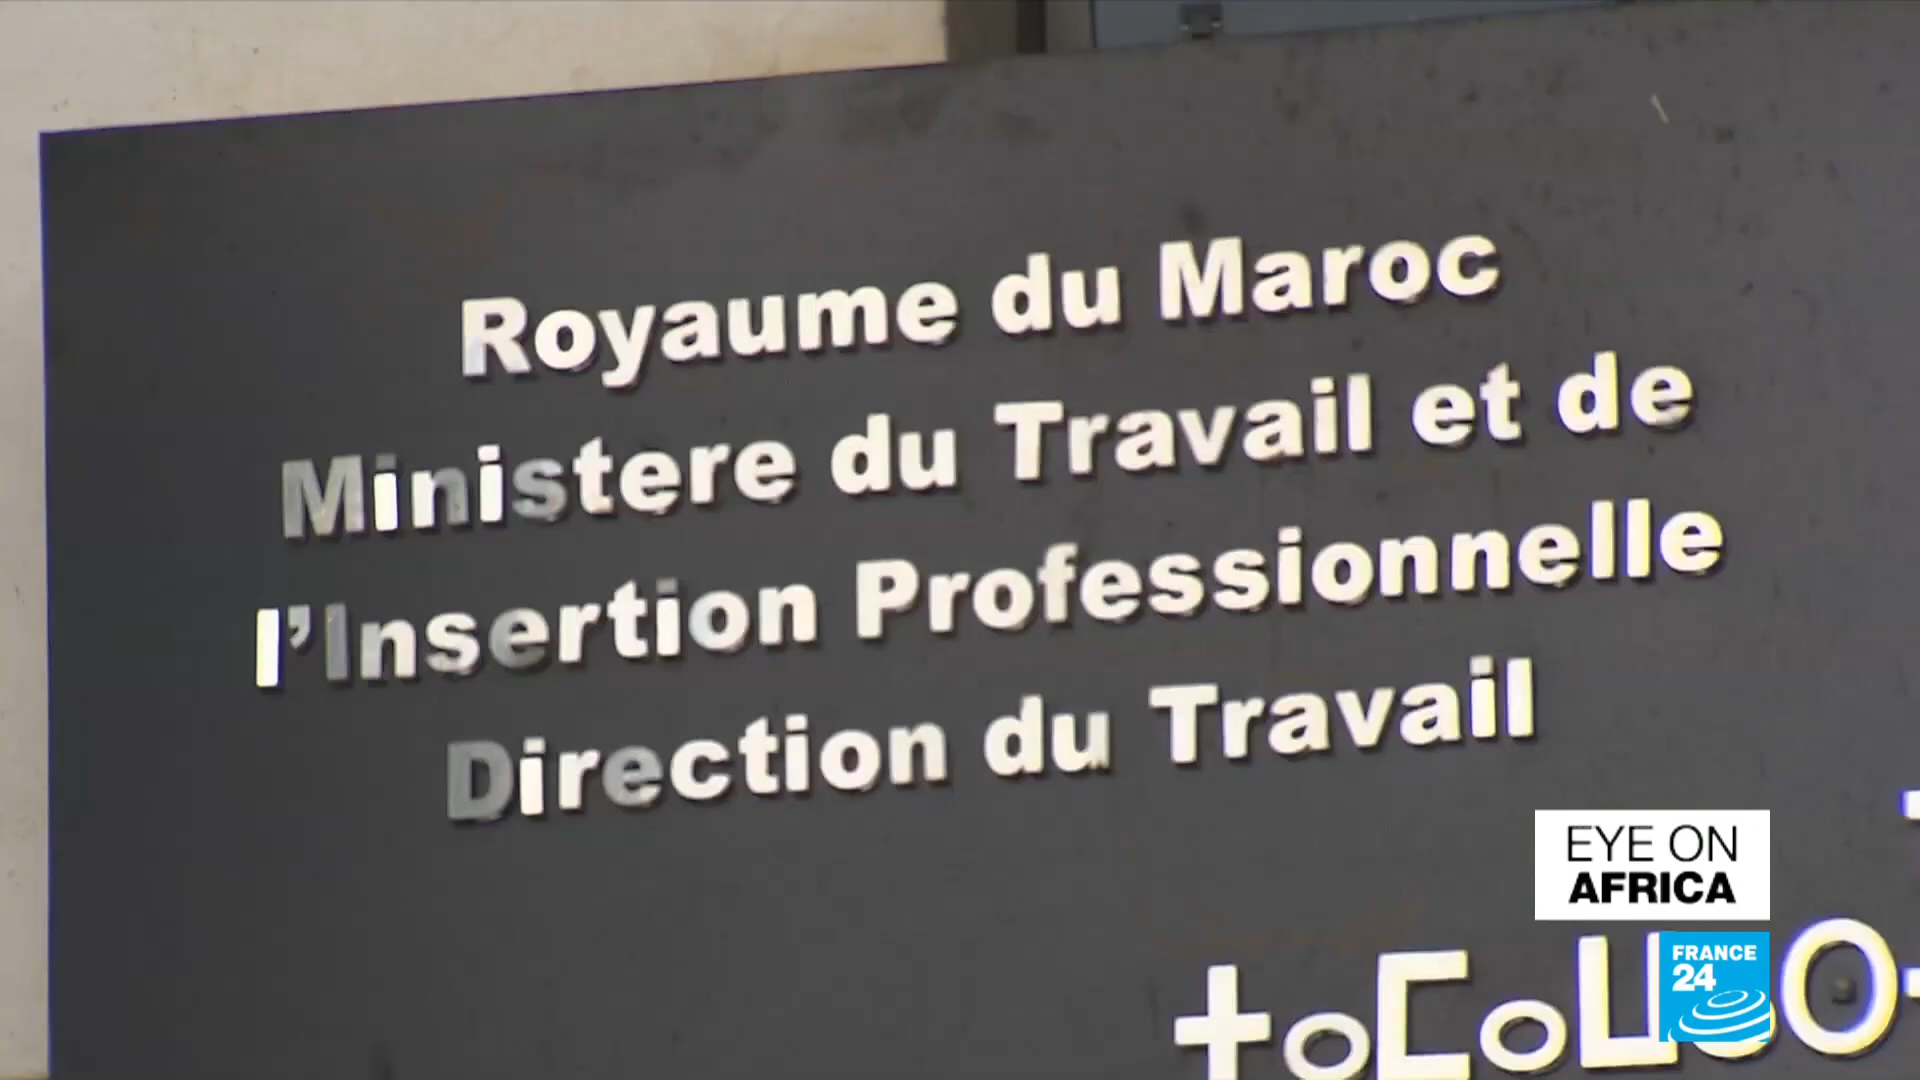 Royaume du Maroc
Ministere du Travail et de
l'Insertion Professionnelle
Direction du Travail
EYE ON
AFRICA
FRANCE
24